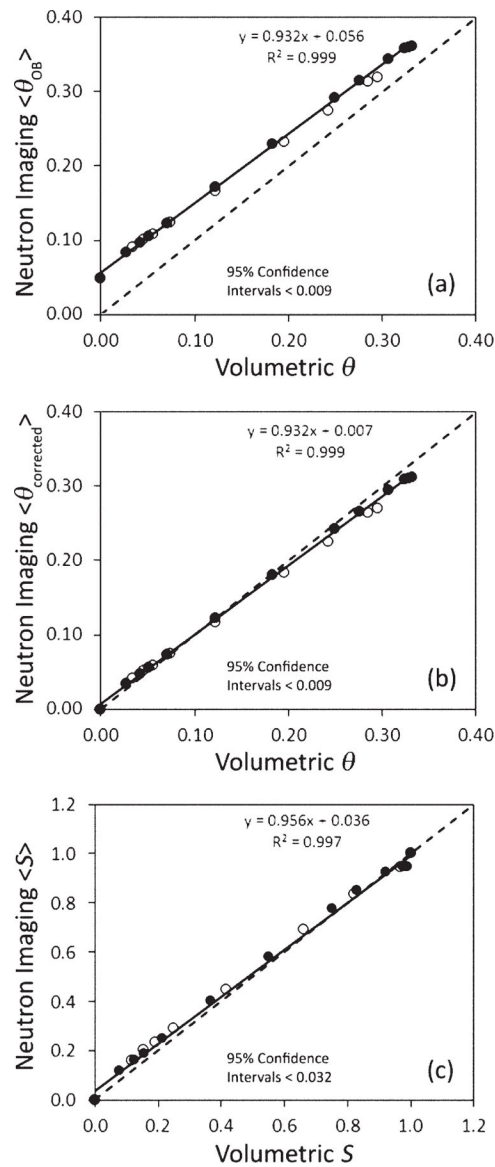 y = 0.932x + 0.056
R² = 0.999
Neutron Imaging <θOB>
0.40
0.30
0.20
0.10
0.00
95% Confidence
Intervals < 0.009
(a)
0.00 0.10 0.20 0.30 0.40
Volumetric θ
y = 0.932x + 0.007
R² = 0.999
Neutron Imaging <θcorrected>
0.40
0.30
0.20
0.10
0.00
95% Confidence
Intervals < 0.009
(b)
0.00 0.10 0.20 0.30 0.40
Volumetric θ
y = 0.956x + 0.036
R² = 0.997
Neutron Imaging <S>
1.2
1.0
0.8
0.6
0.4
0.2
0.0
95% Confidence
Intervals < 0.032
(c)
0.0 0.2 0.4 0.6 0.8 1.0 1.2
Volumetric S